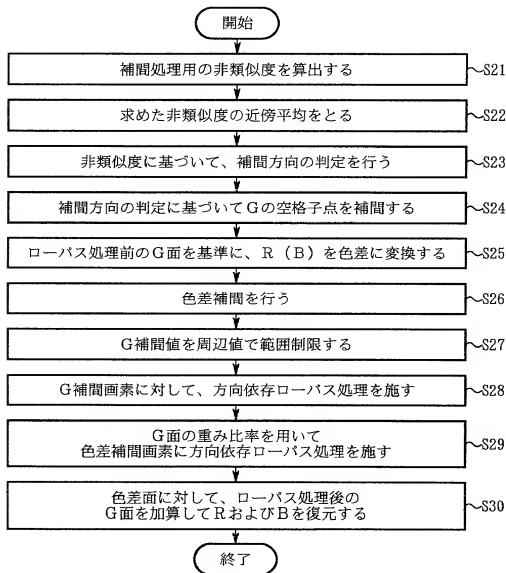 開始
補間処理用の非類似度を算出する
S21
求めた非類似度の近傍平均をとる
S22
非類似度に基づいて、補間方向の判定を行う
S23
補間方向の判定に基づいてGの空格子点を補間する
S24
ローパス処理前のG面を基準に、R(B)を色差に変換する
S25
色差補間を行う
S26
G補間値を周辺値で範囲制限する
S27
G補間画素に対して、方向依存ローパス処理を施す
S28
G面の重み比率を用いて
色差補間画素に方向依存ローパス処理を施す
S29
色差面に対して、ローパス処理後の
G面を加算してRおよびBを復元する
S30
終了